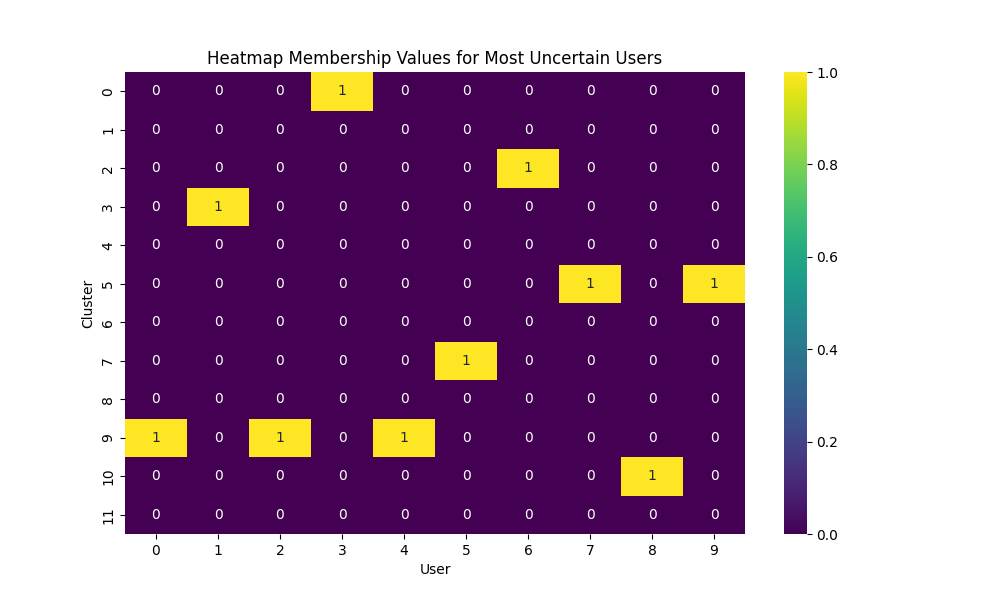 Heatmap Membership Values for Most Uncertain Users
0 0 0 0 1 0 0 0 0 0 0
1 0 0 0 0 0 0 0 0 0 0
2 0 0 0 0 0 0 1 0 0 0
3 0 1 0 0 0 0 0 0 0 0
4 0 0 0 0 0 0 0 0 0 0
5 0 0 0 0 0 0 0 1 0 1
6 0 0 0 0 0 0 0 0 0 0
7 0 0 0 0 0 1 0 0 0 0
8 0 0 0 0 0 0 0 0 0 0
9 1 0 1 0 1 0 0 0 0 0
10 0 0 0 0 0 0 0 0 1 0
11 0 0 0 0 0 0 0 0 0 0
Cluster
0 1 2 3 4 5 6 7 8 9
User
1.0
0.8
0.6
0.4
0.2
0.0